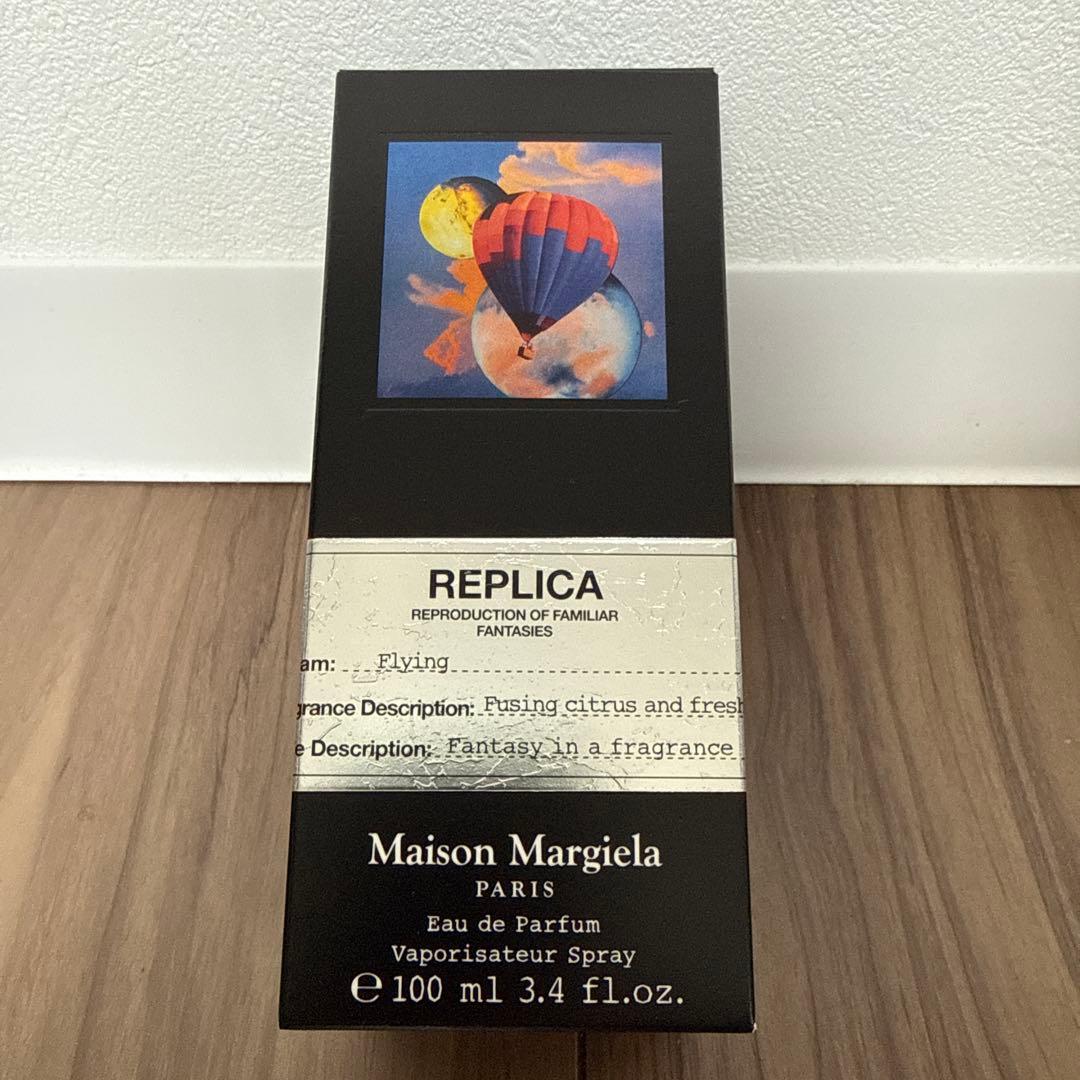 REPLICA
REPRODUCTION OF FAMILIAR
FANTASIES
am: Flying
grance Description: Fusing citrus and fresh
e Description: Fantasy in a fragrance
Maison Margiela
PARIS
Eau de Parfum
Vaporisateur Spray
℮ 100 ml 3.4 fl.oz.